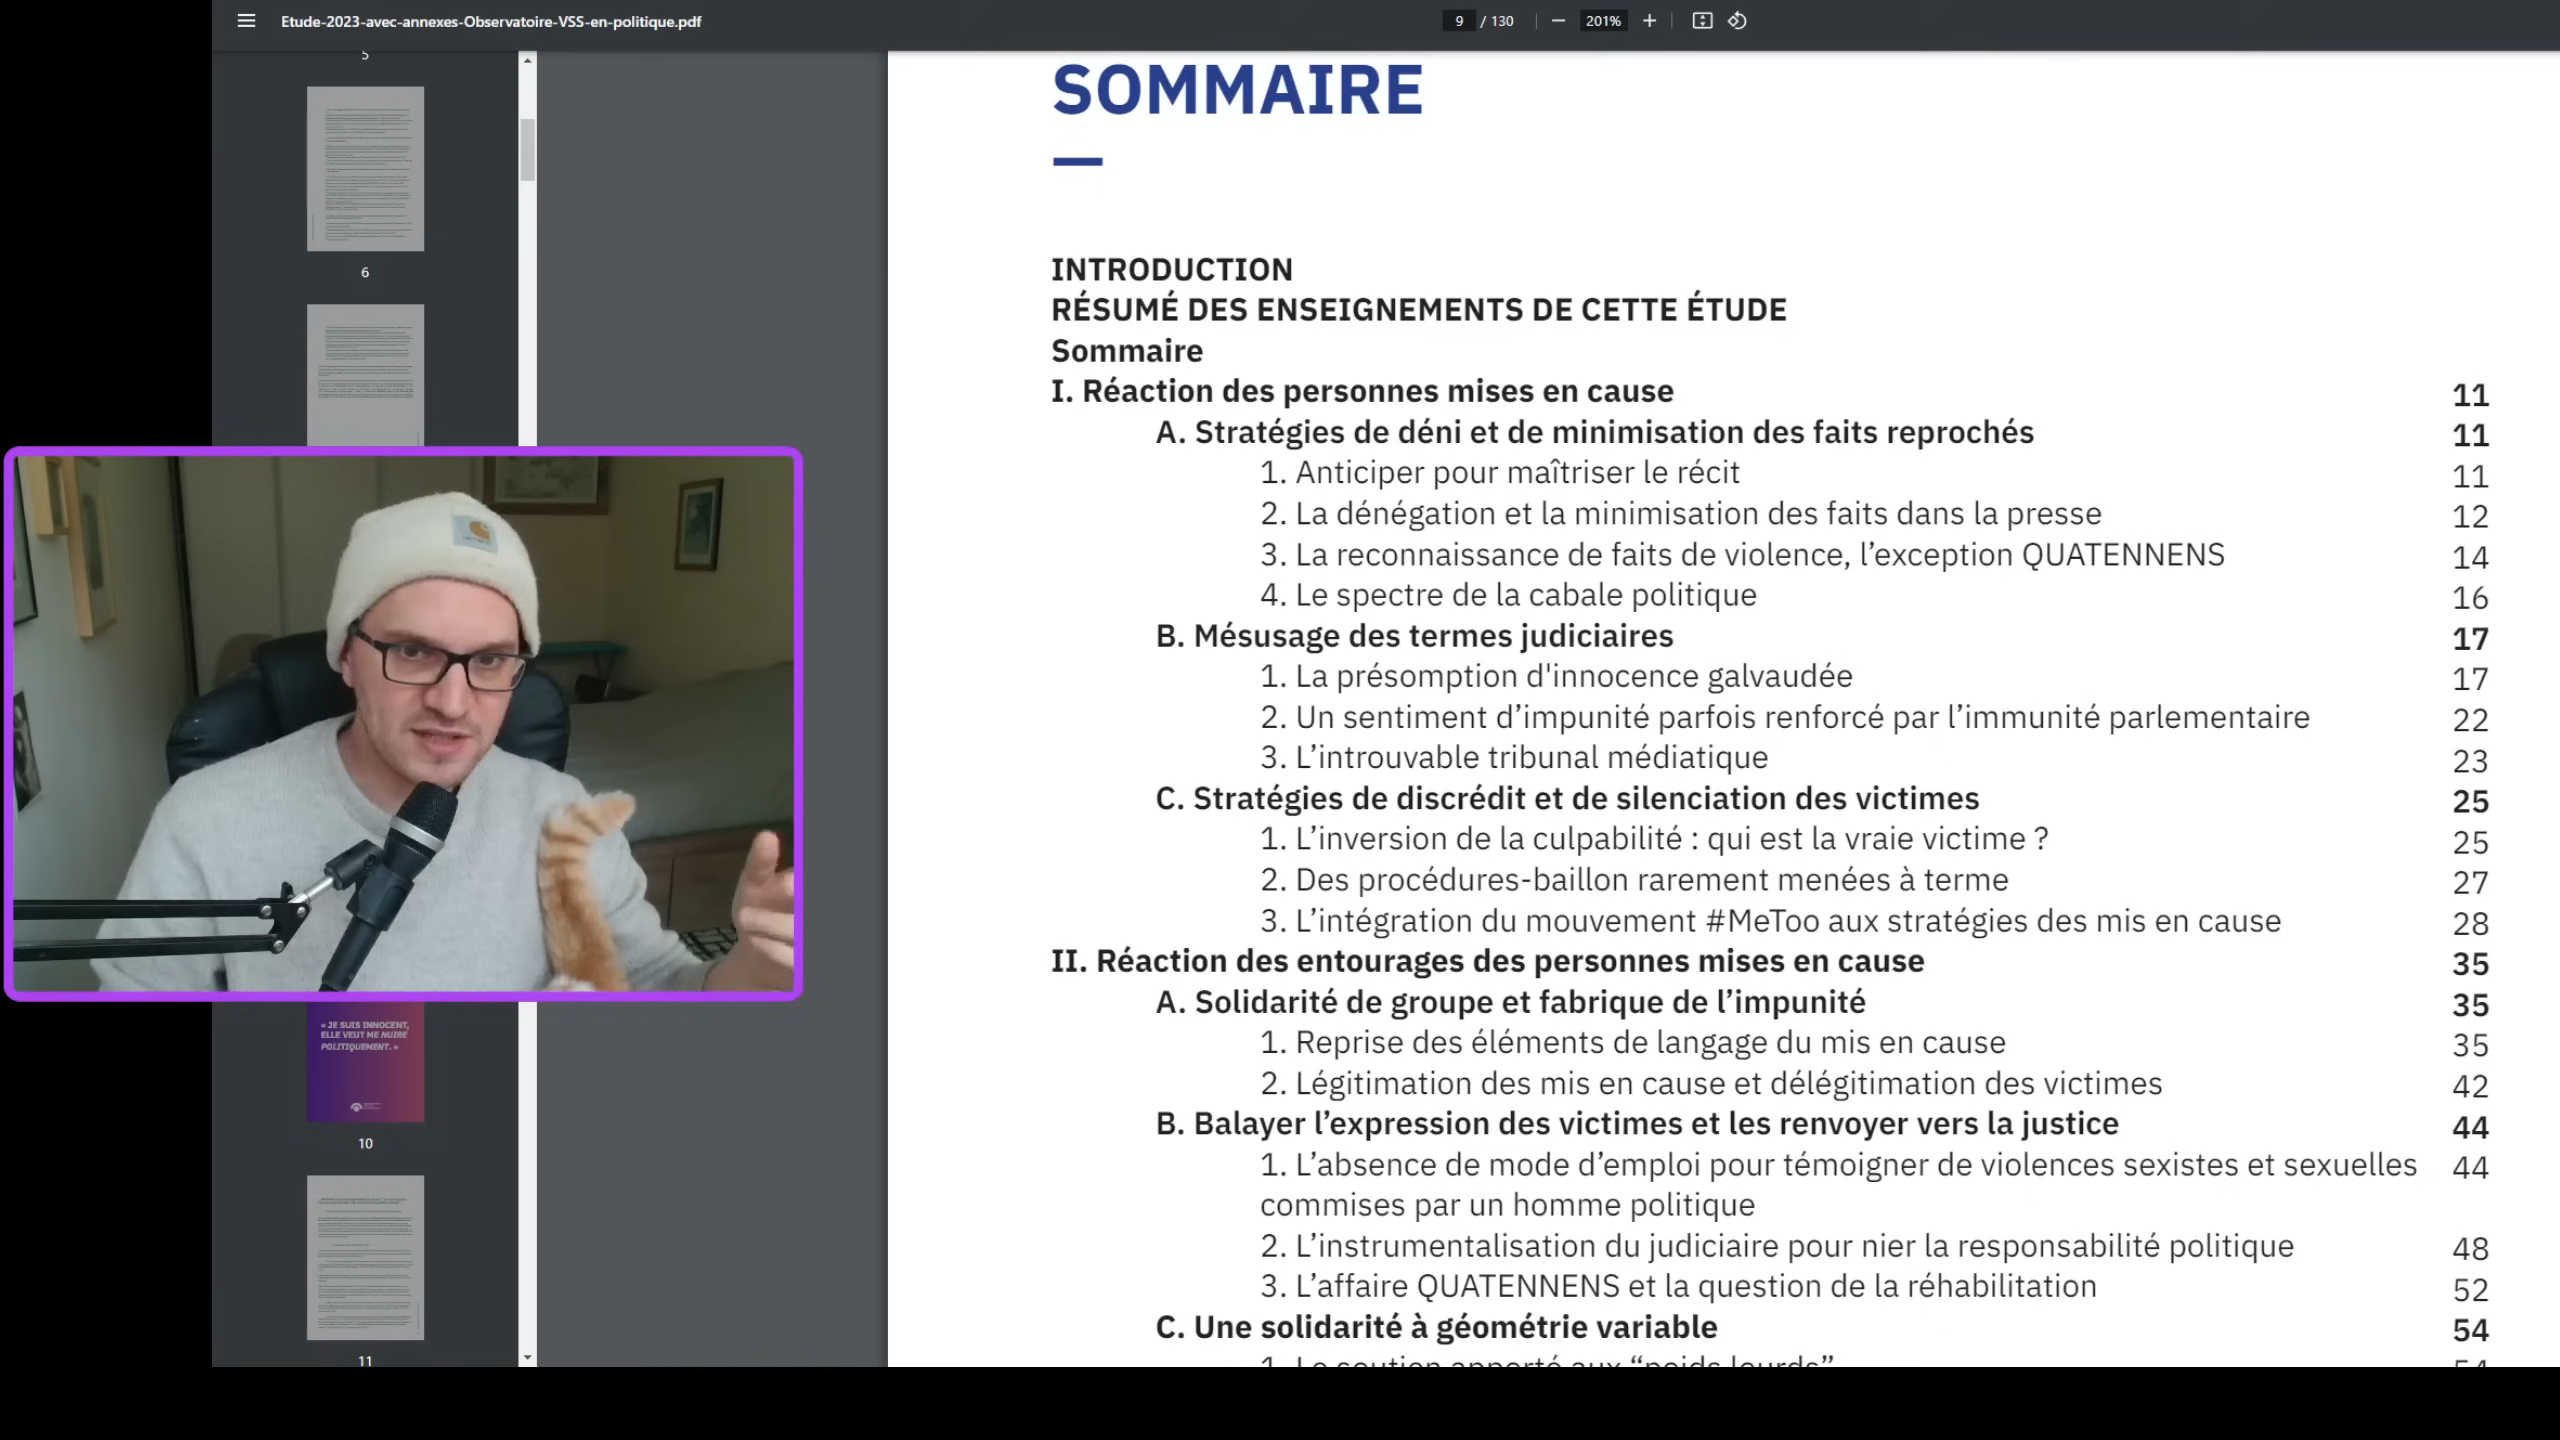 Etude-2023-avec-annexes-Observatoire-VSS-en-politique.pdf
9 / 130
201%
5
6
« JE SUIS INNOCENT,
ELLE VEUT ME NUIRE
POLITIQUEMENT. »
10
11
SOMMAIRE
INTRODUCTION
RÉSUMÉ DES ENSEIGNEMENTS DE CETTE ÉTUDE
Sommaire
I. Réaction des personnes mises en cause 11
A. Stratégies de déni et de minimisation des faits reprochés 11
1. Anticiper pour maîtriser le récit 11
2. La dénégation et la minimisation des faits dans la presse 12
3. La reconnaissance de faits de violence, l’exception QUATENNENS 14
4. Le spectre de la cabale politique 16
B. Mésusage des termes judiciaires 17
1. La présomption d'innocence galvaudée 17
2. Un sentiment d’impunité parfois renforcé par l’immunité parlementaire 22
3. L’introuvable tribunal médiatique 23
C. Stratégies de discrédit et de silenciation des victimes 25
1. L’inversion de la culpabilité : qui est la vraie victime ? 25
2. Des procédures-baillon rarement menées à terme 27
3. L’intégration du mouvement #MeToo aux stratégies des mis en cause 28
II. Réaction des entourages des personnes mises en cause 35
A. Solidarité de groupe et fabrique de l’impunité 35
1. Reprise des éléments de langage du mis en cause 35
2. Légitimation des mis en cause et délégitimation des victimes 42
B. Balayer l’expression des victimes et les renvoyer vers la justice 44
1. L’absence de mode d’emploi pour témoigner de violences sexistes et sexuelles 44
commises par un homme politique
2. L’instrumentalisation du judiciaire pour nier la responsabilité politique 48
3. L’affaire QUATENNENS et la question de la réhabilitation 52
C. Une solidarité à géométrie variable 54
1. Le soutien apporté aux “poids lourds” 54